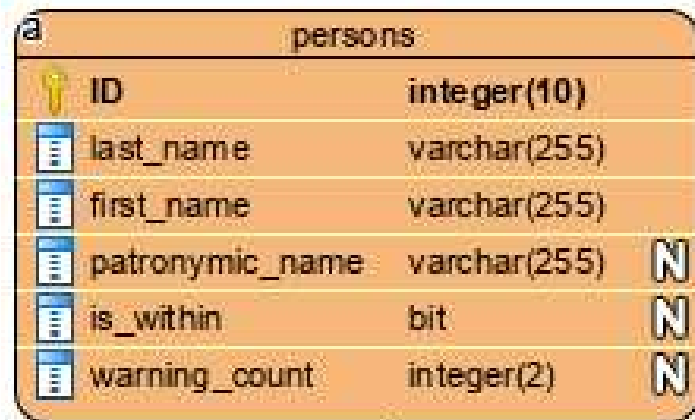 a
persons
ID integer(10)
last_name varchar(255)
first_name varchar(255)
patronymic_name varchar(255) N
is_within bit N
warning_count integer(2) N